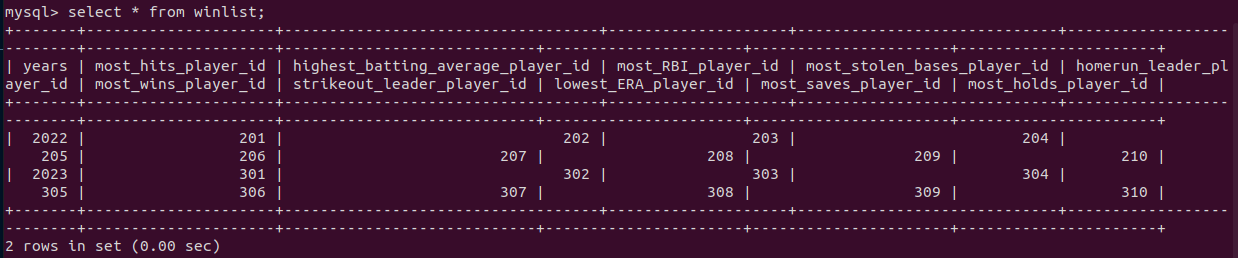 mysql> select * from winlist;
+-------+---------------------+-----------------------------------+--------------------+-----------------------------+------------------
--------+---------------------+----------------------------+----------------------+----------------------+----------------------+
| years | most_hits_player_id | highest_batting_average_player_id | most_RBI_player_id | most_stolen_bases_player_id | homerun_leader_pl
ayer_id | most_wins_player_id | strikeout_leader_player_id | lowest_ERA_player_id | most_saves_player_id | most_holds_player_id |
+-------+---------------------+-----------------------------------+--------------------+-----------------------------+------------------
--------+---------------------+----------------------------+----------------------+----------------------+----------------------+
| 2022 | 201 | 202 | 203 | 204 |
205 | 206 | 207 | 208 | 209 | 210 |
| 2023 | 301 | 302 | 303 | 304 |
305 | 306 | 307 | 308 | 309 | 310 |
+-------+---------------------+-----------------------------------+--------------------+-----------------------------+------------------
--------+---------------------+----------------------------+----------------------+----------------------+----------------------+
2 rows in set (0.00 sec)